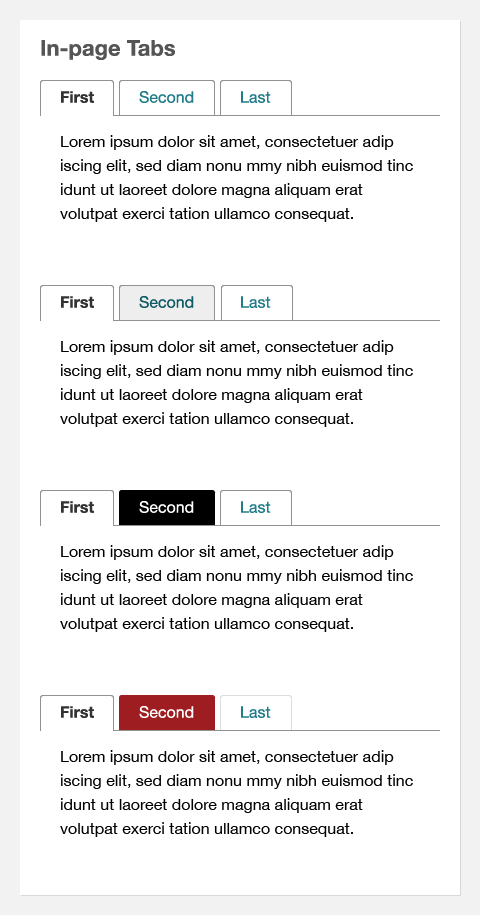 In-page Tabs
First Second Last
Lorem ipsum dolor sit amet, consectetuer adip
iscing elit, sed diam nonu mmy nibh euismod tinc
idunt ut laoreet dolore magna aliquam erat
volutpat exerci tation ullamco consequat.
First Second Last
Lorem ipsum dolor sit amet, consectetuer adip
iscing elit, sed diam nonu mmy nibh euismod tinc
idunt ut laoreet dolore magna aliquam erat
volutpat exerci tation ullamco consequat.
First Second Last
Lorem ipsum dolor sit amet, consectetuer adip
iscing elit, sed diam nonu mmy nibh euismod tinc
idunt ut laoreet dolore magna aliquam erat
volutpat exerci tation ullamco consequat.
First Second Last
Lorem ipsum dolor sit amet, consectetuer adip
iscing elit, sed diam nonu mmy nibh euismod tinc
idunt ut laoreet dolore magna aliquam erat
volutpat exerci tation ullamco consequat.